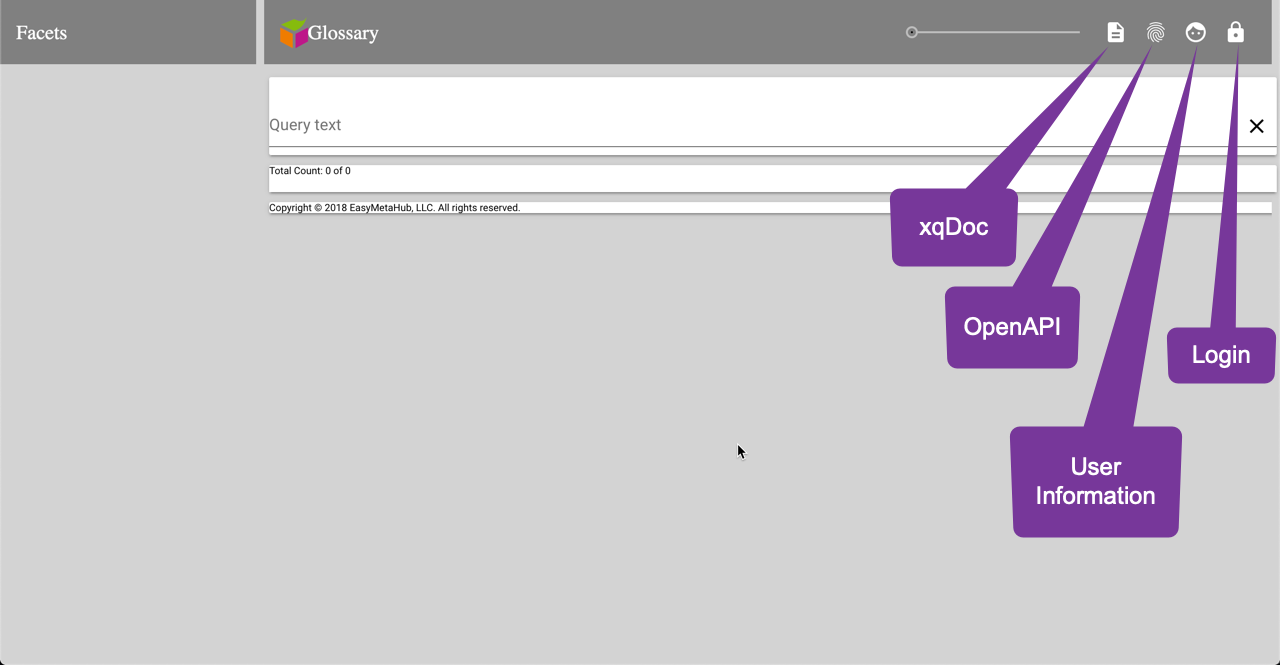 Facets
Glossary
Query text
Total Count: 0 of 0
Copyright © 2018 EasyMetaHub, LLC. All rights reserved.
xqDoc
OpenAPI
Login
User
Information